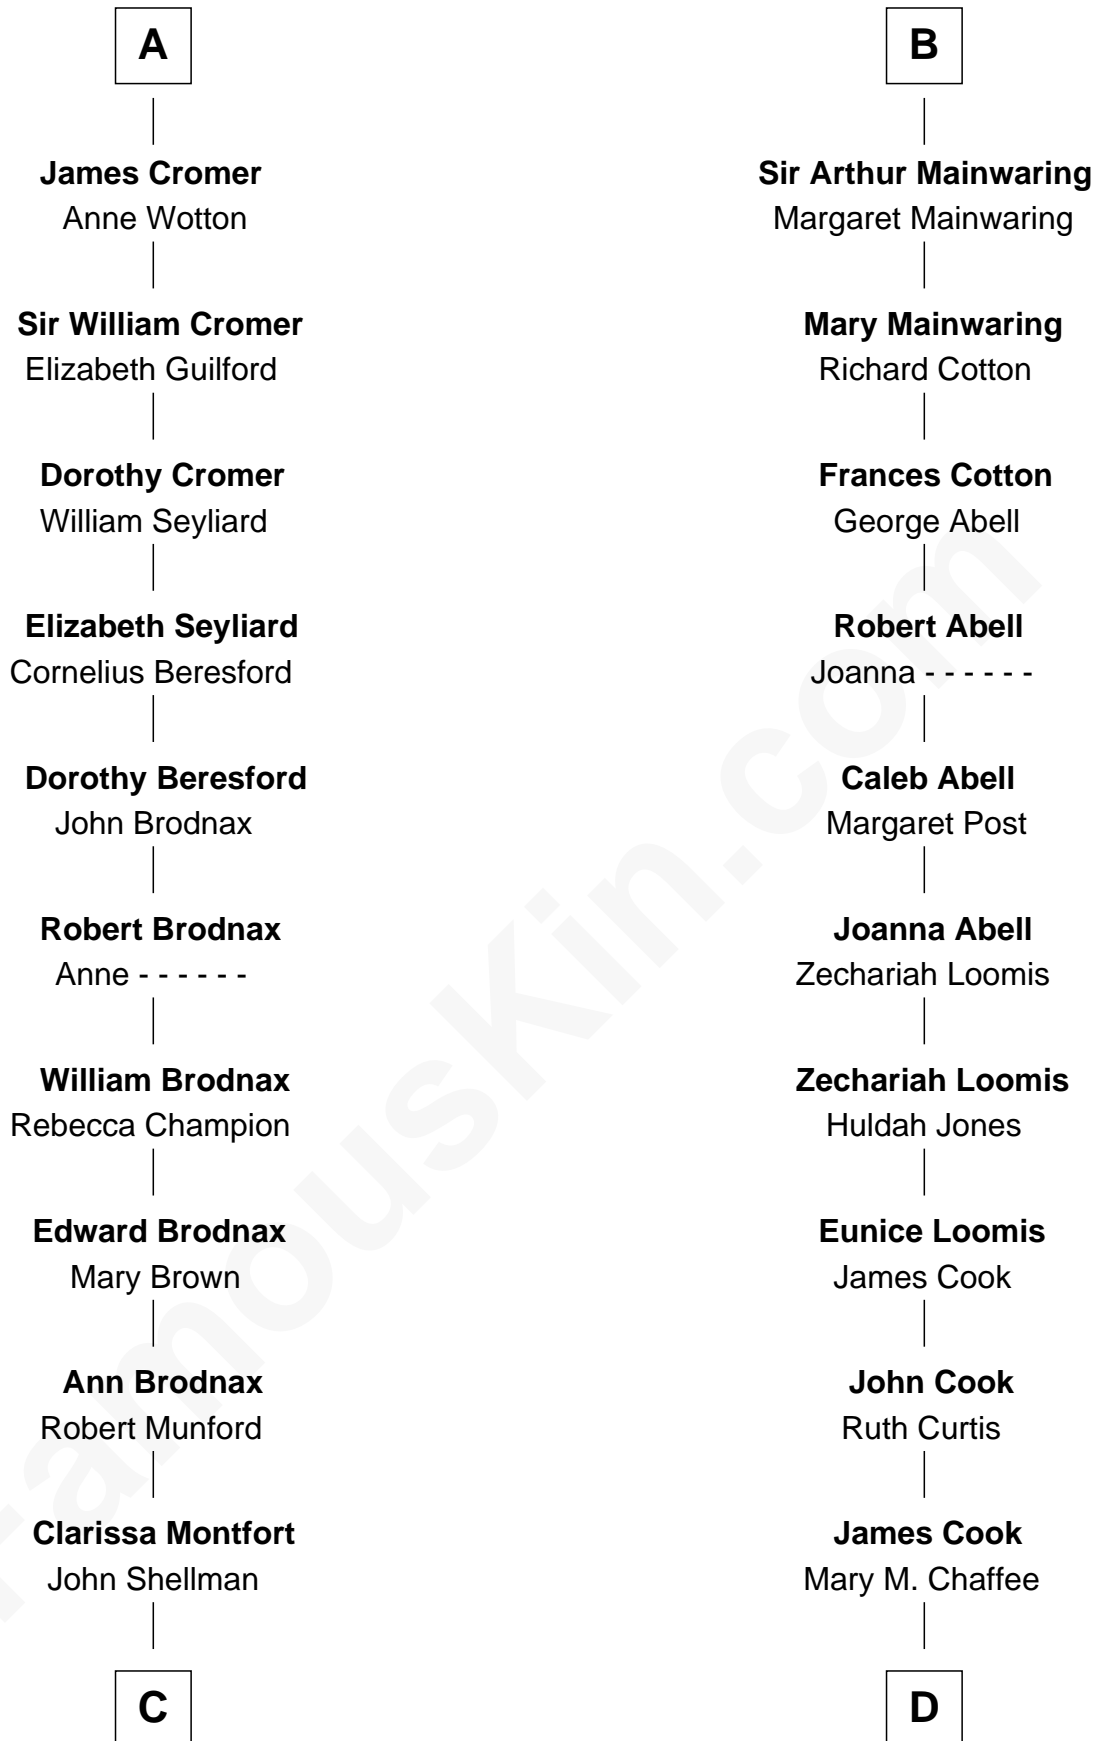 A
James Cromer
Anne Wotton
Sir William Cromer
Elizabeth Guilford
Dorothy Cromer
William Seyliard
Elizabeth Seyliard
Cornelius Beresford
Dorothy Beresford
John Brodnax
Robert Brodnax
Anne - - - - - -
William Brodnax
Rebecca Champion
Edward Brodnax
Mary Brown
Ann Brodnax
Robert Munford
Clarissa Montfort
John Shellman
C
B
Sir Arthur Mainwaring
Margaret Mainwaring
Mary Mainwaring
Richard Cotton
Frances Cotton
George Abell
Robert Abell
Joanna - - - - - -
Caleb Abell
Margaret Post
Joanna Abell
Zechariah Loomis
Zechariah Loomis
Huldah Jones
Eunice Loomis
James Cook
John Cook
Ruth Curtis
James Cook
Mary M. Chaffee
D
FamousKin.com